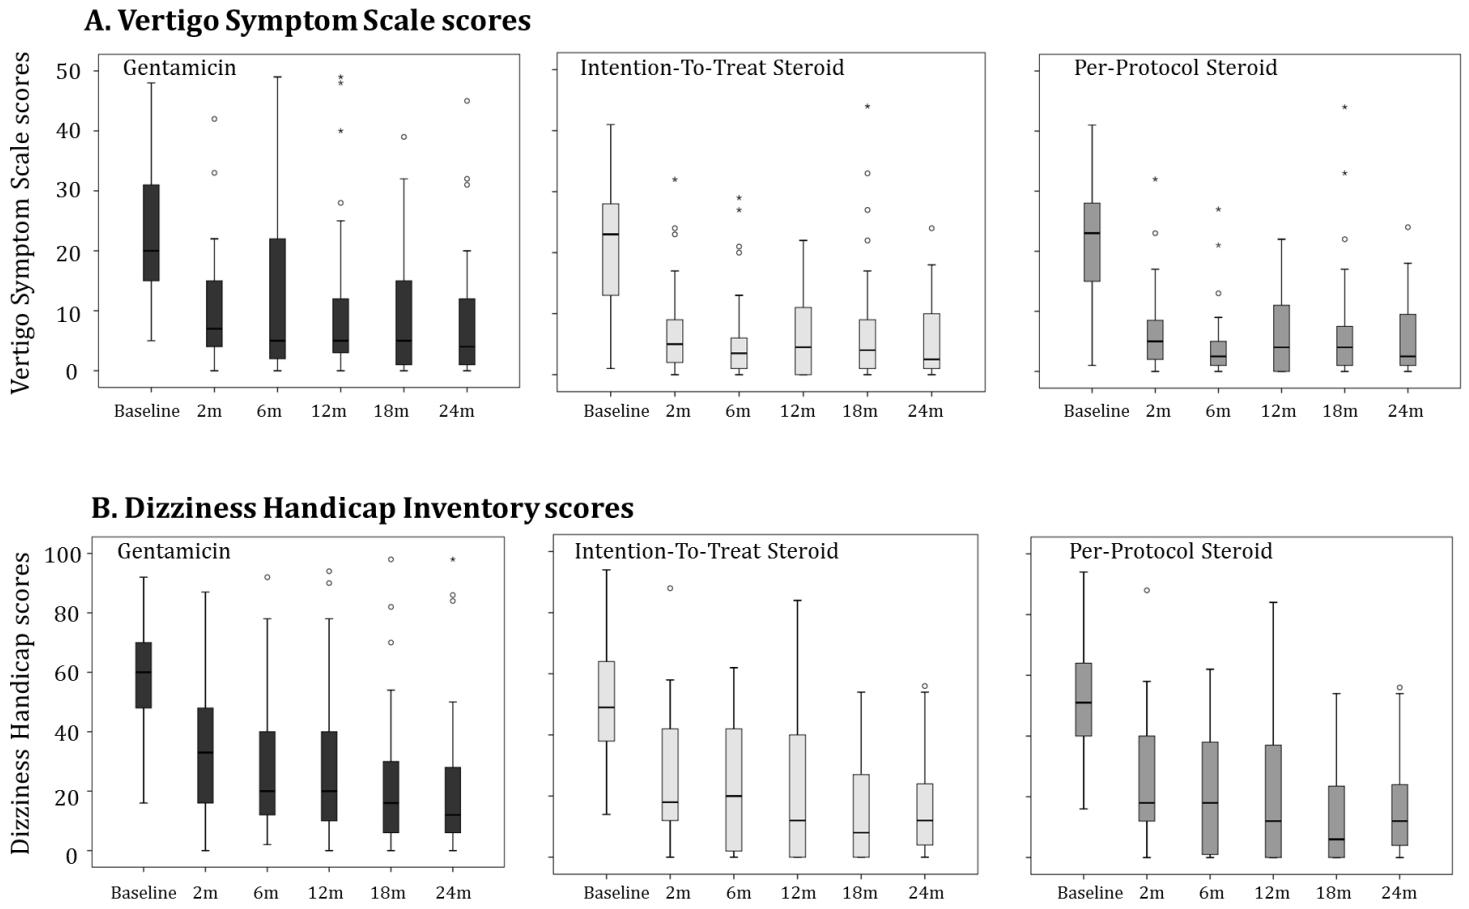 A. Vertigo Symptom Scale scores
Vertigo Symptom Scale scores
50
40
30
20
10
0
Gentamicin
Baseline 2m 6m 12m 18m 24m
Intention-To-Treat Steroid
Baseline 2m 6m 12m 18m 24m
Per-Protocol Steroid
Baseline 2m 6m 12m 18m 24m
B. Dizziness Handicap Inventory scores
Dizziness Handicap scores
100
80
60
40
20
0
Gentamicin
Baseline 2m 6m 12m 18m 24m
Intention-To-Treat Steroid
Baseline 2m 6m 12m 18m 24m
Per-Protocol Steroid
Baseline 2m 6m 12m 18m 24m